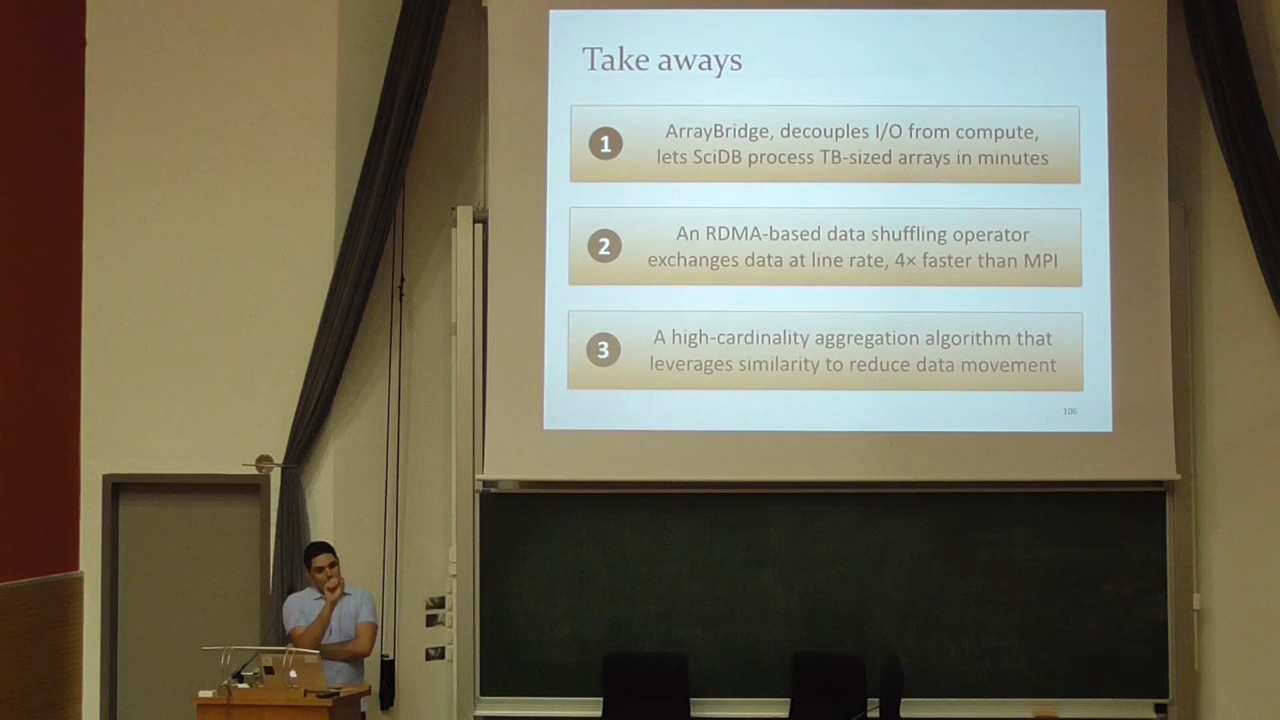 Take aways
1
ArrayBridge, decouples I/O from compute,
lets SciDB process TB-sized arrays in minutes
2
An RDMA-based data shuffling operator
exchanges data at line rate, 4× faster than MPI
3
A high-cardinality aggregation algorithm that
leverages similarity to reduce data movement
106